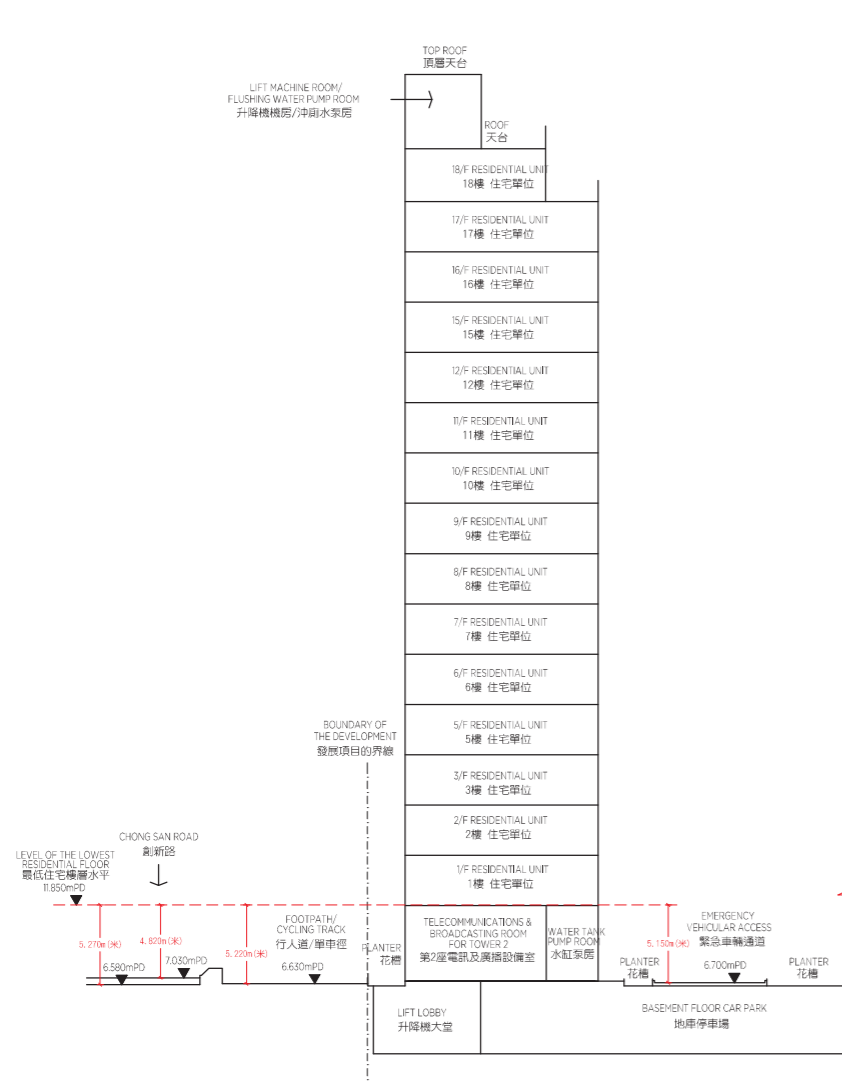 TOP ROOF
頂層天台
LIFT MACHINE ROOM/
FLUSHING WATER PUMP ROOM
升降機機房/沖廁水泵房
ROOF
天台
18/F RESIDENTIAL UNIT
18樓 住宅單位
17/F RESIDENTIAL UNIT
17樓 住宅單位
16/F RESIDENTIAL UNIT
16樓 住宅單位
15/F RESIDENTIAL UNIT
15樓 住宅單位
12/F RESIDENTIAL UNIT
12樓 住宅單位
11/F RESIDENTIAL UNIT
11樓 住宅單位
10/F RESIDENTIAL UNIT
10樓 住宅單位
9/F RESIDENTIAL UNIT
9樓 住宅單位
8/F RESIDENTIAL UNIT
8樓 住宅單位
7/F RESIDENTIAL UNIT
7樓 住宅單位
6/F RESIDENTIAL UNIT
6樓 住宅單位
BOUNDARY OF
THE DEVELOPMENT
發展項目的界線
5/F RESIDENTIAL UNIT
5樓 住宅單位
3/F RESIDENTIAL UNIT
3樓 住宅單位
2/F RESIDENTIAL UNIT
2樓 住宅單位
CHONG SAN ROAD
創新路
LEVEL OF THE LOWEST
RESIDENTIAL FLOOR
最低住宅樓層水平
11.850mPD
1/F RESIDENTIAL UNIT
1樓 住宅單位
5.270m(米)
4.820m(米)
5.220m(米)
6.580mPD
7.030mPD
FOOTPATH/
CYCLING TRACK
行人道/單車徑
6.630mPD
PLANTER
花槽
TELECOMMUNICATIONS &
BROADCASTING ROOM
FOR TOWER 2
第2座電訊及廣播設備室
WATER TANK
PUMP ROOM
水缸泵房
5.150m(米)
EMERGENCY
VEHICULAR ACCESS
緊急車輛通道
PLANTER
花槽
6.700mPD
PLANTER
花槽
LIFT LOBBY
升降機大堂
BASEMENT FLOOR CAR PARK
地庫停車場